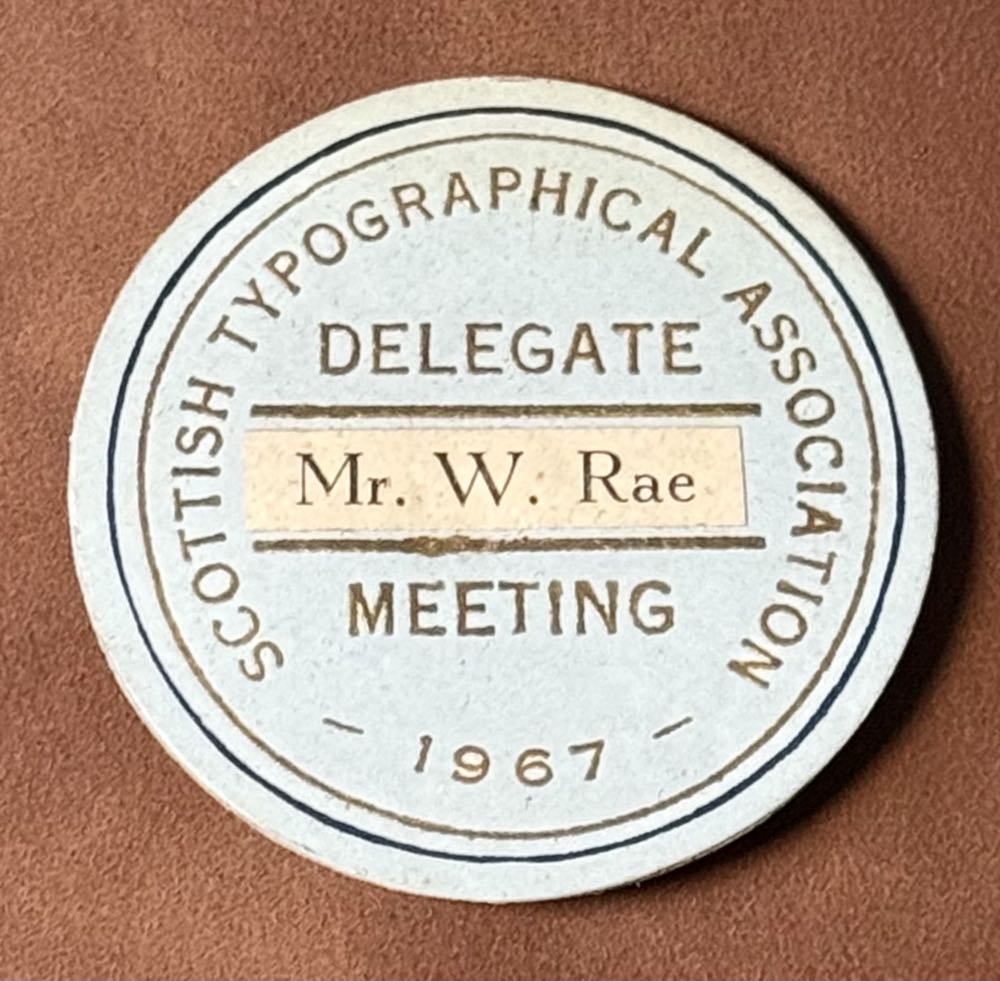 SCOTTISH TYPOGRAPHICAL ASSOCIATION
DELEGATE
Mr. W. Rae
MEETING
– 1967 –